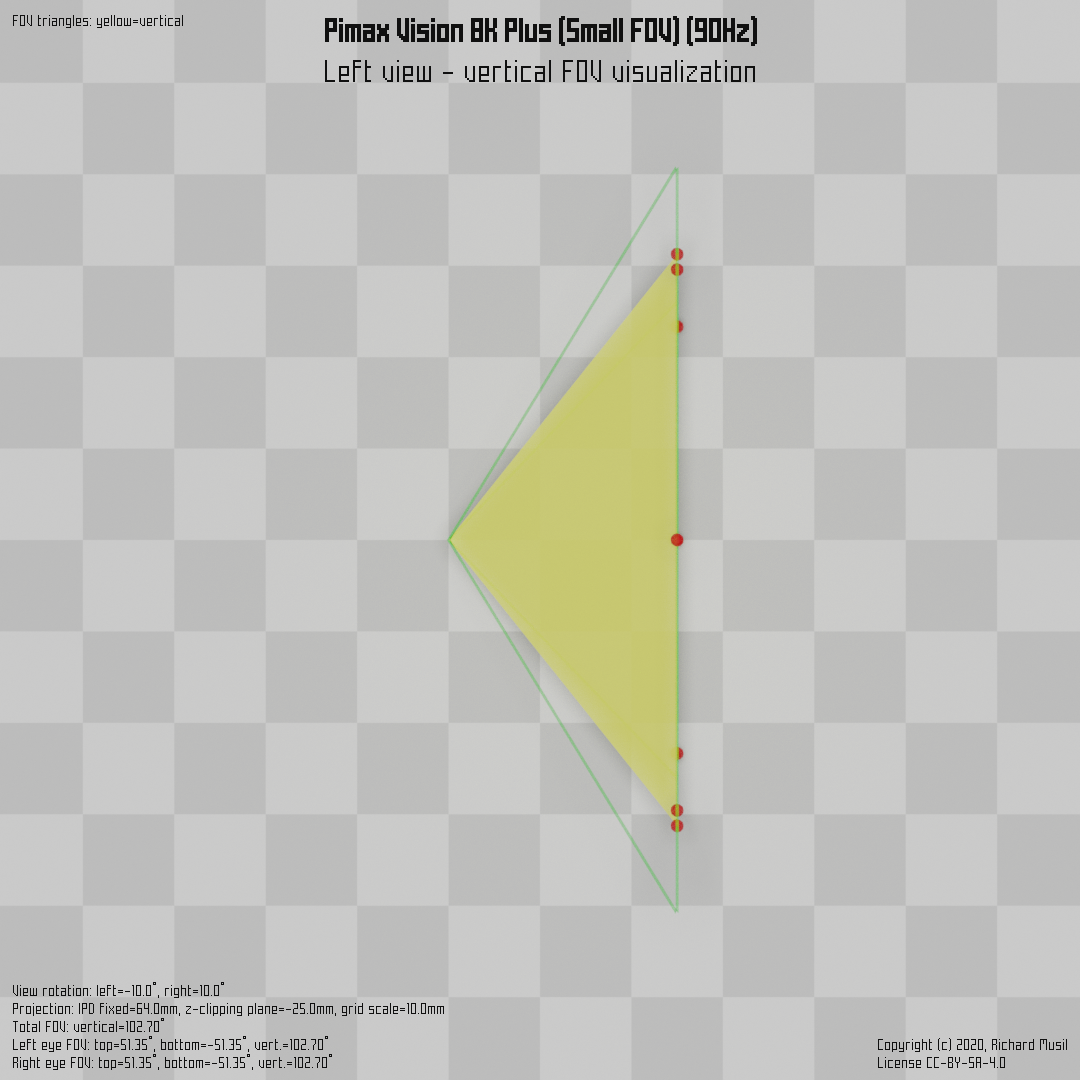 FOV triangles: yellow=vertical
Pimax Vision 8K Plus (Small FOV) (90Hz)
Left view - vertical FOV visualization
View rotation: left=-10.0°, right=10.0°
Projection: IPD fixed=64.0mm, z-clipping plane=-25.0mm, grid scale=10.0mm
Total FOV: vertical=102.70°
Left eye FOV: top=51.35°, bottom=-51.35°, vert.=102.70°
Right eye FOV: top=51.35°, bottom=-51.35°, vert.=102.70°
Copyright (c) 2020, Richard Musil
License CC-BY-SA-4.0